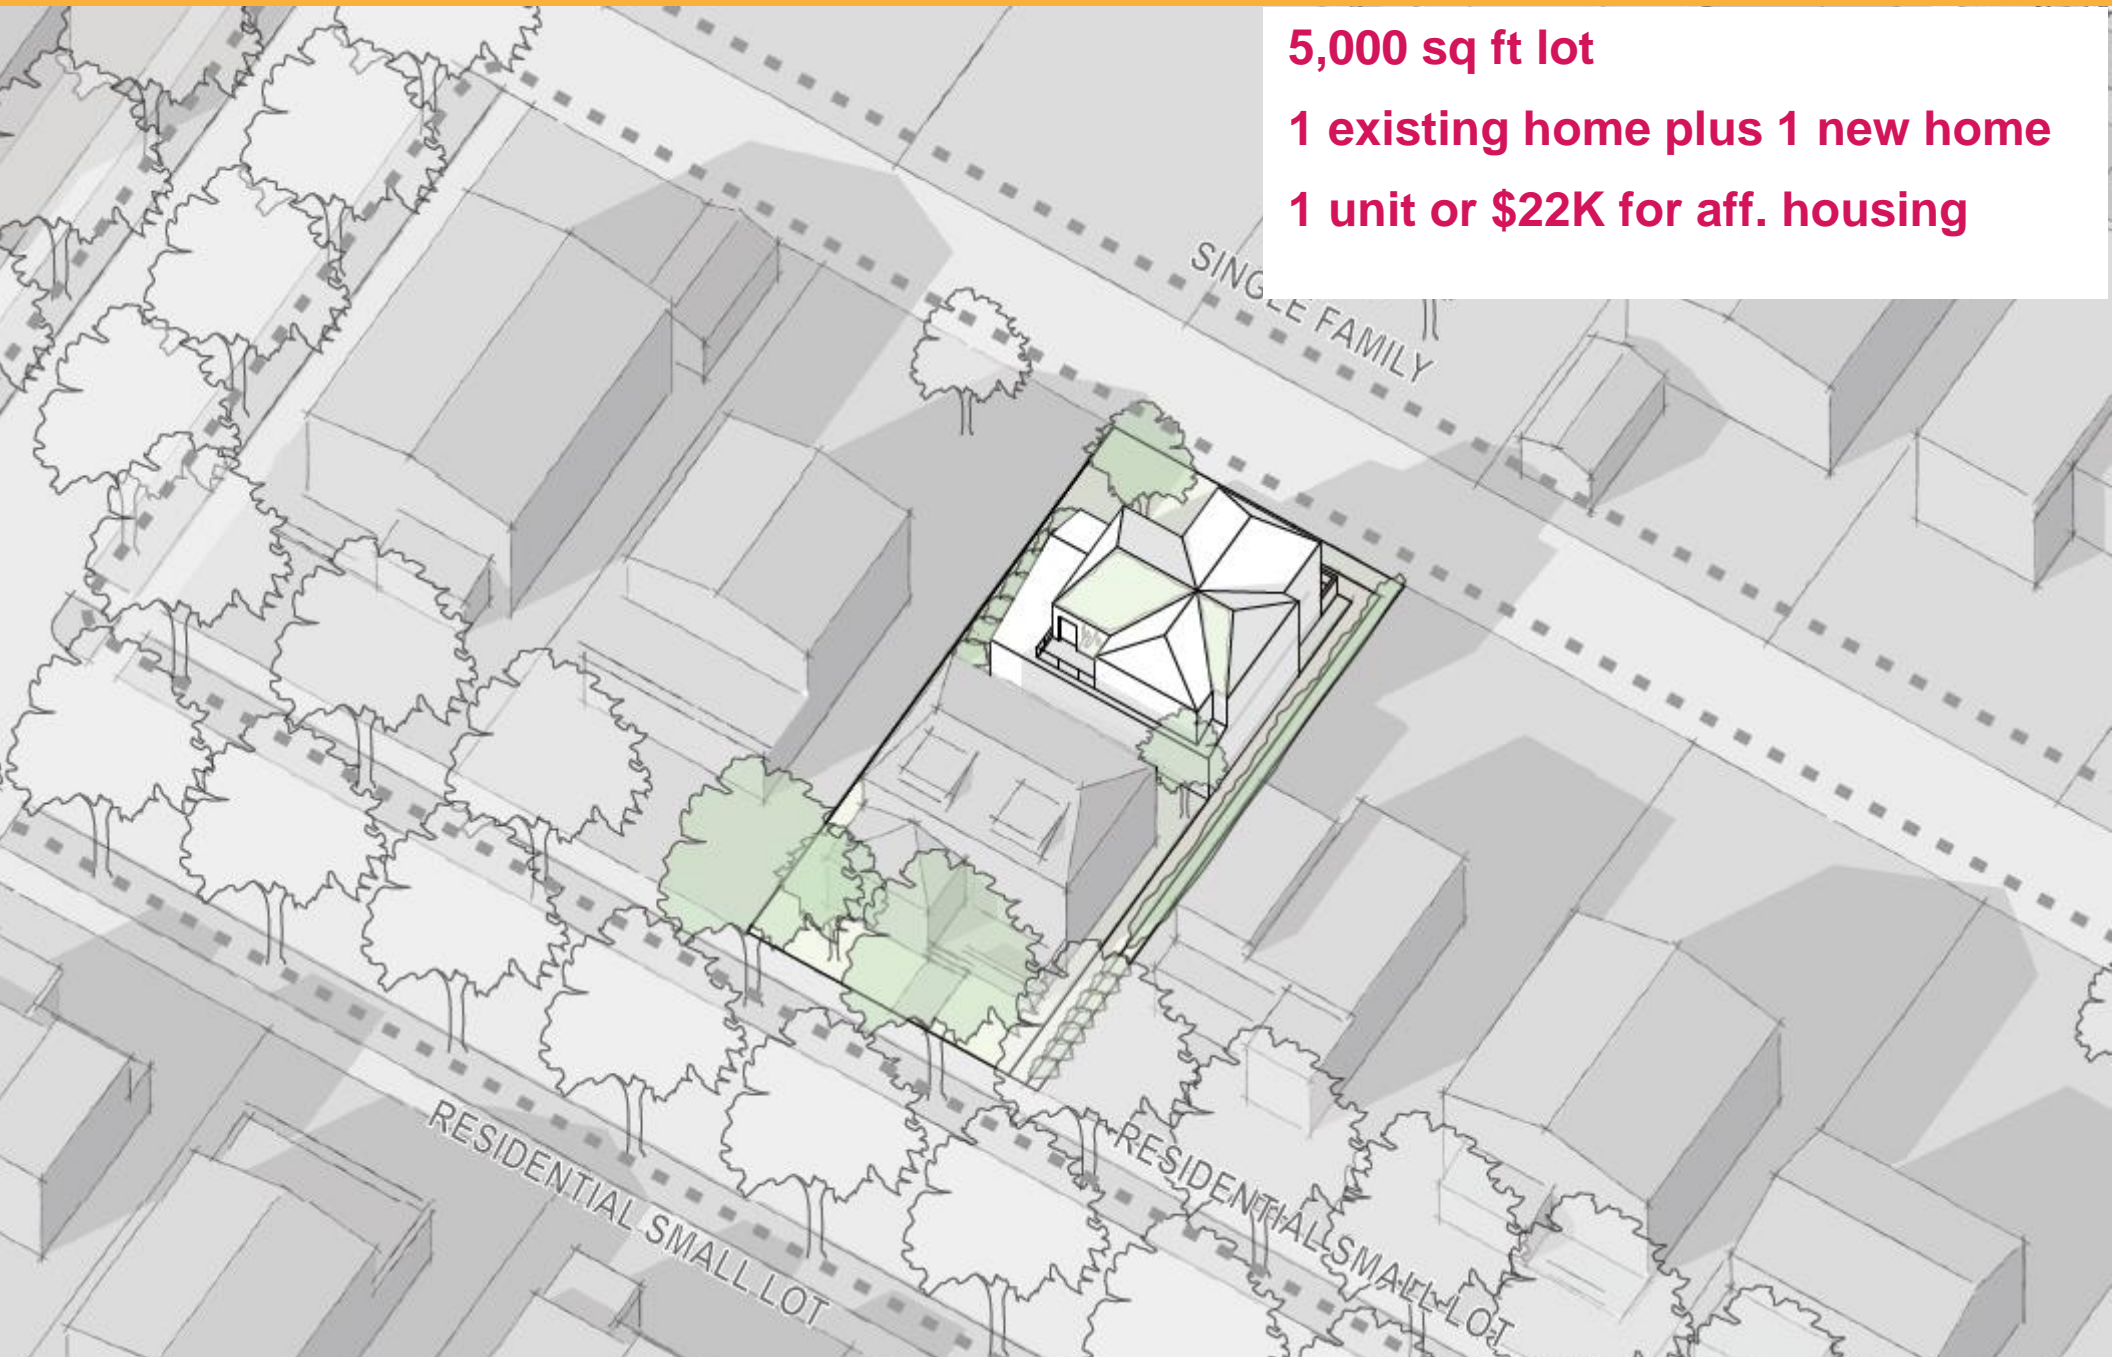 5,000 sq ft lot
1 existing home plus 1 new home
1 unit or $22K for aff. housing
SINGLE FAMILY
RESIDENTIAL SMALL LOT
RESIDENTIAL SMALL LOT